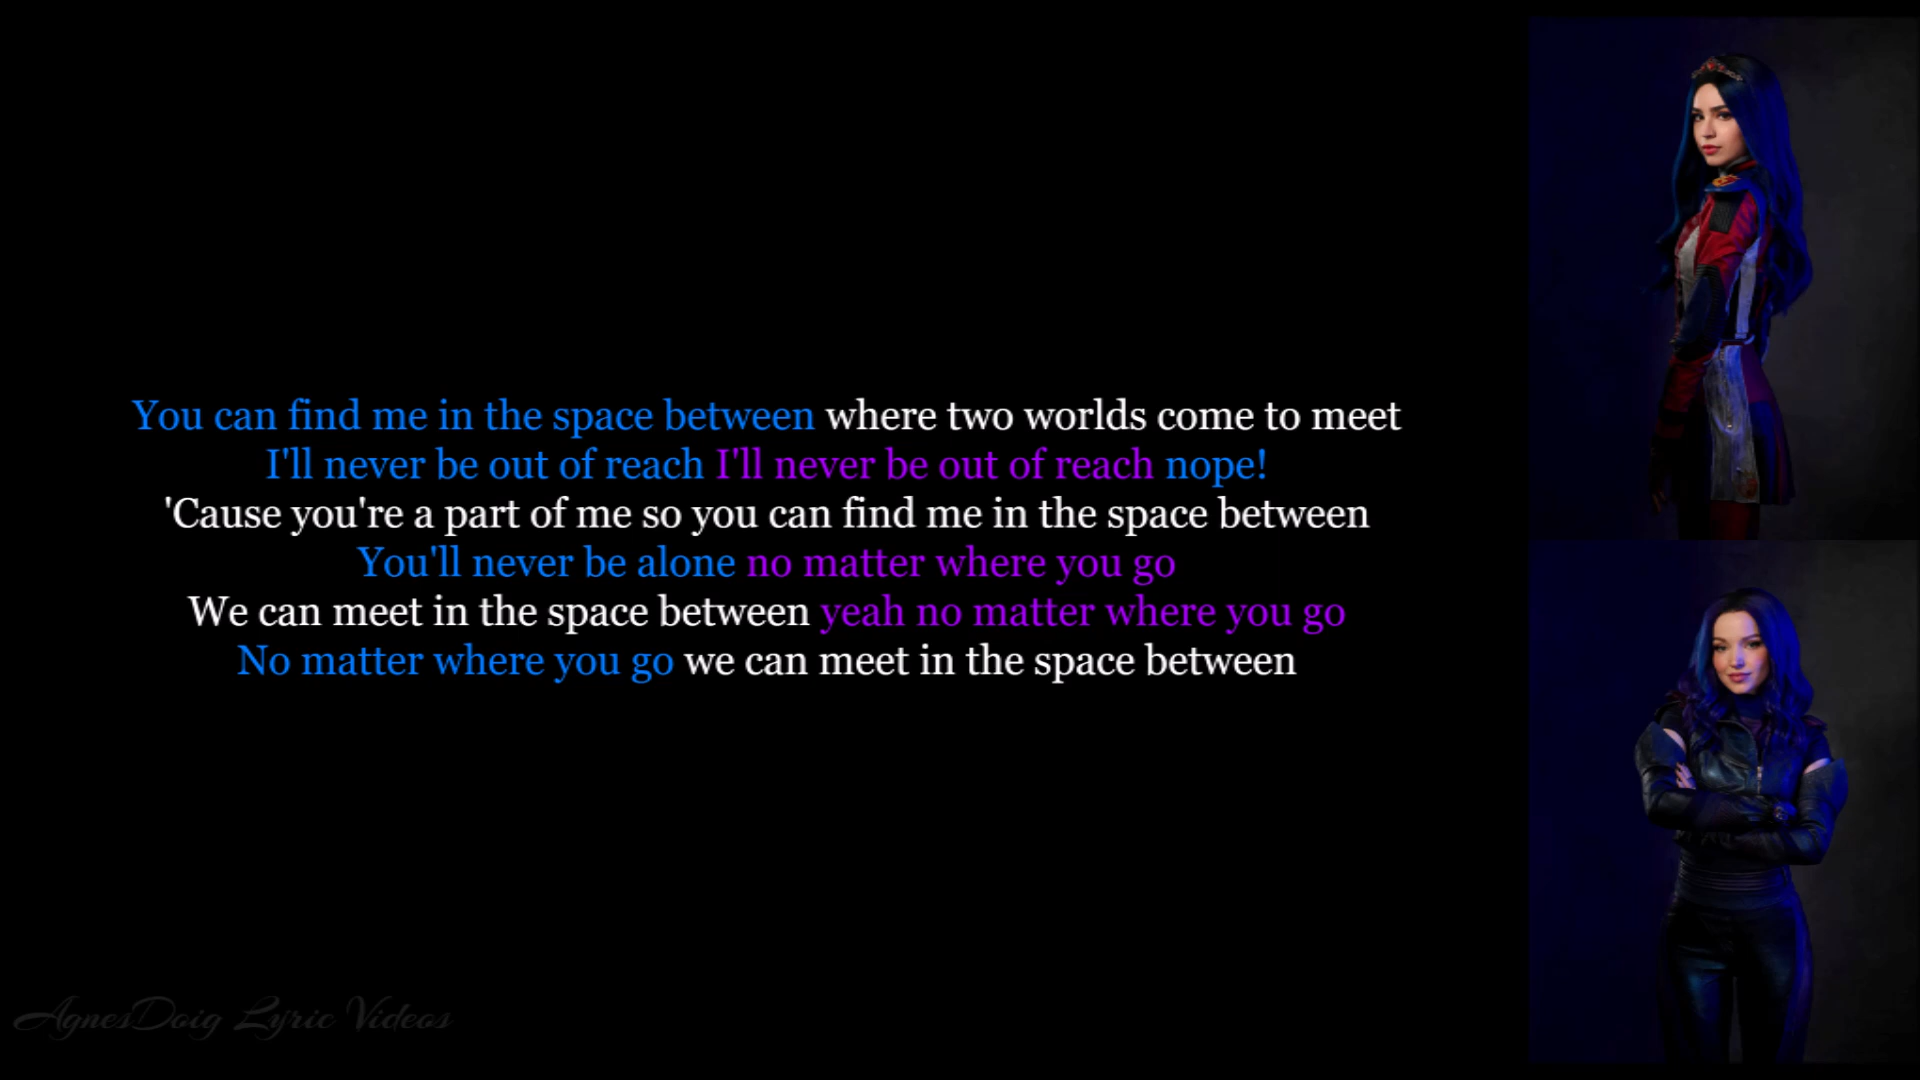 You can find me in the space between where two worlds come to meet
I'll never be out of reach I'll never be out of reach nope!
'Cause you're a part of me so you can find me in the space between
You'll never be alone no matter where you go
We can meet in the space between yeah no matter where you go
No matter where you go we can meet in the space between
AgnesDoig Lyric Videos